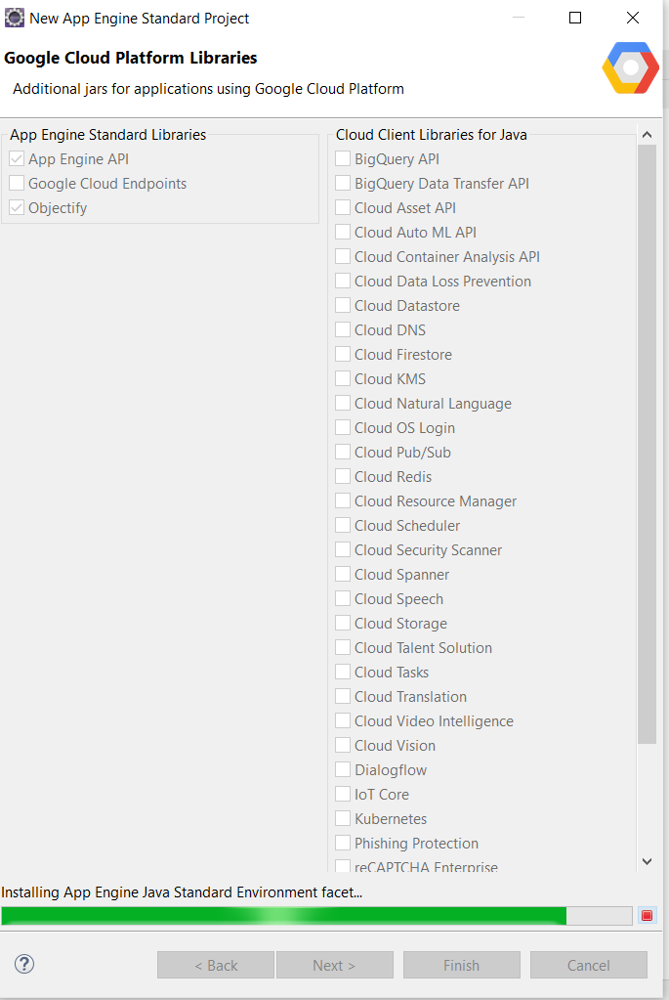 New App Engine Standard Project
Google Cloud Platform Libraries
Additional jars for applications using Google Cloud Platform
App Engine Standard Libraries
App Engine API
Google Cloud Endpoints
Objectify
Cloud Client Libraries for Java
BigQuery API
BigQuery Data Transfer API
Cloud Asset API
Cloud Auto ML API
Cloud Container Analysis API
Cloud Data Loss Prevention
Cloud Datastore
Cloud DNS
Cloud Firestore
Cloud KMS
Cloud Natural Language
Cloud OS Login
Cloud Pub/Sub
Cloud Redis
Cloud Resource Manager
Cloud Scheduler
Cloud Security Scanner
Cloud Spanner
Cloud Speech
Cloud Storage
Cloud Talent Solution
Cloud Tasks
Cloud Translation
Cloud Video Intelligence
Cloud Vision
Dialogflow
IoT Core
Kubernetes
Phishing Protection
reCAPTCHA Enterprise
Installing App Engine Java Standard Environment facet...
?
< Back
Next >
Finish
Cancel